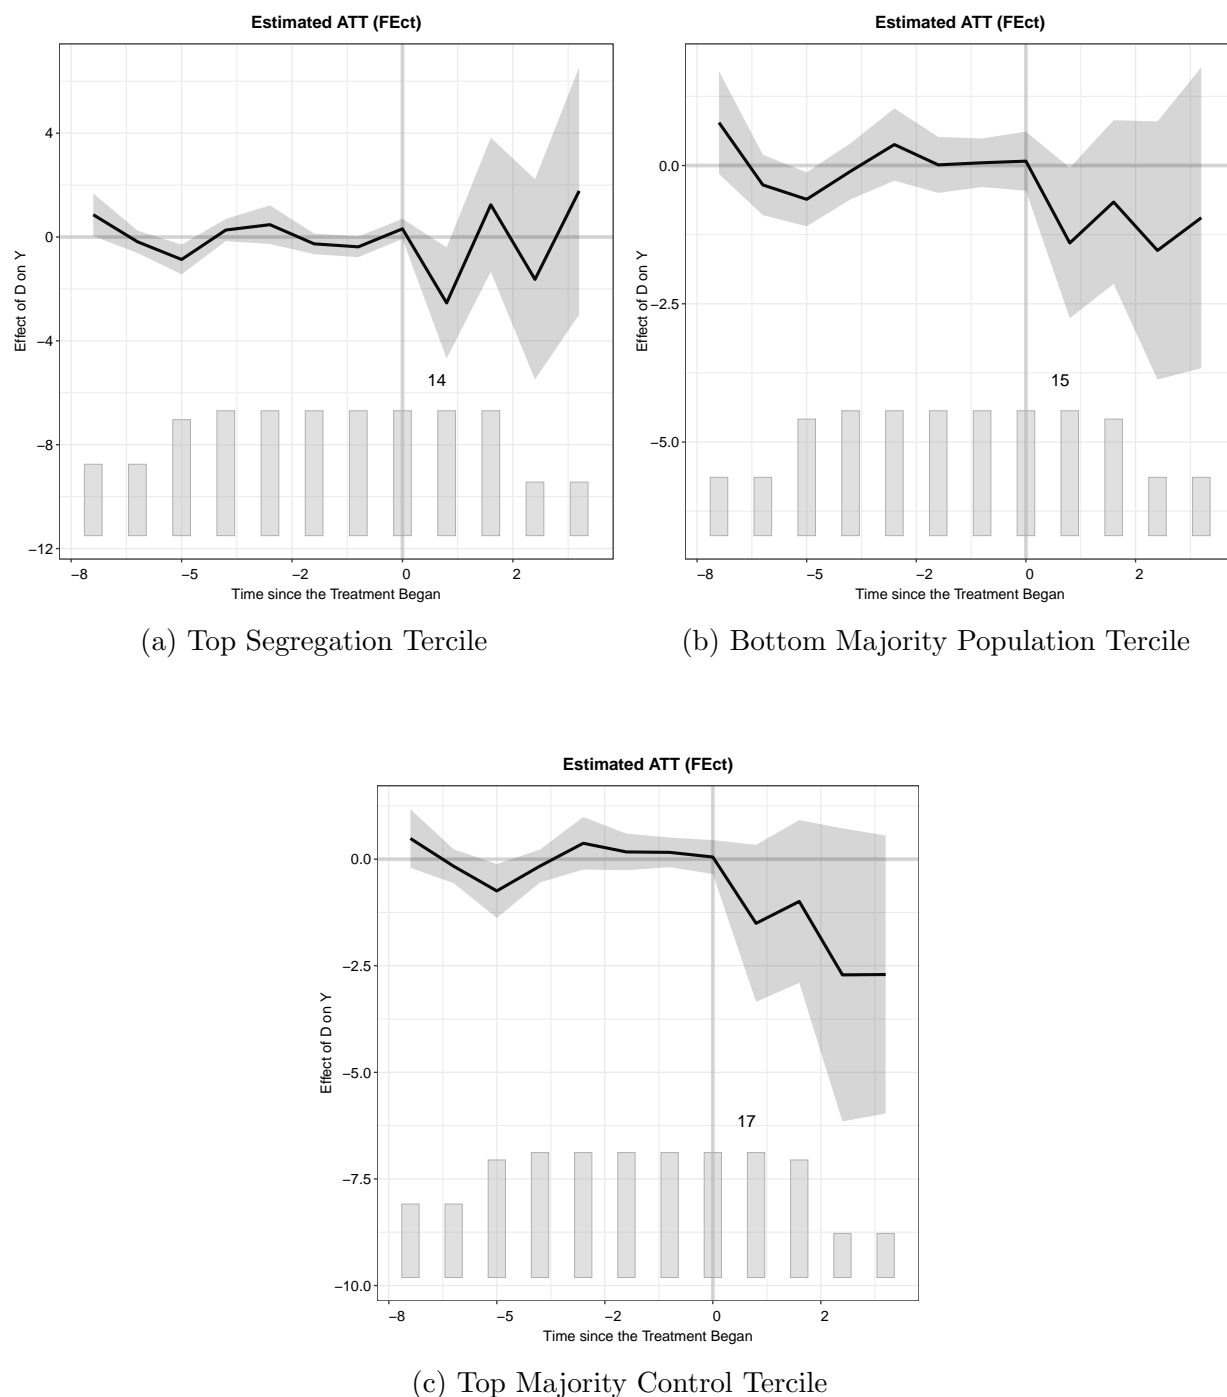 Estimated ATT (FEct)
Effect of D on Y
4
0
−4
−8
−12
14
−8
−5
−2
0
2
Time since the Treatment Began
(a) Top Segregation Tercile
Estimated ATT (FEct)
Effect of D on Y
0.0
−2.5
−5.0
15
−8
−5
−2
0
2
Time since the Treatment Began
(b) Bottom Majority Population Tercile
Estimated ATT (FEct)
Effect of D on Y
0.0
−2.5
−5.0
−7.5
−10.0
17
−8
−5
−2
0
2
Time since the Treatment Began
(c) Top Majority Control Tercile